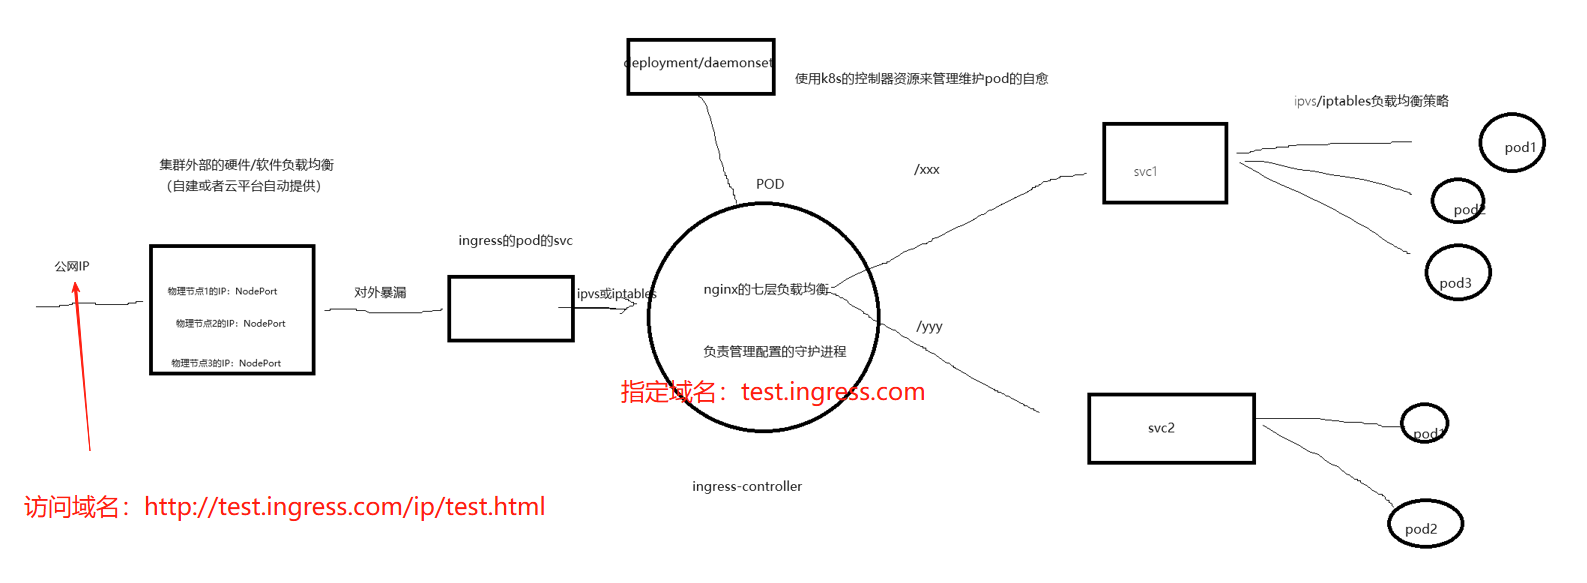 deployment/daemonset
使用k8s的控制器资源来管理维护pod的自愈
ipvs/iptables负载均衡策略
集群外部的硬件/软件负载均衡
（自建或者云平台自动提供）
公网IP
物理节点1的IP：NodePort
物理节点2的IP：NodePort
物理节点3的IP：NodePort
对外暴漏
ingress的pod的svc
ipvs或iptables
POD
nginx的七层负载均衡
负责管理配置的守护进程
指定域名：test.ingress.com
ingress-controller
/xxx
/yyy
svc1
pod1
pod2
pod3
svc2
pod1
pod2
访问域名：http://test.ingress.com/ip/test.html